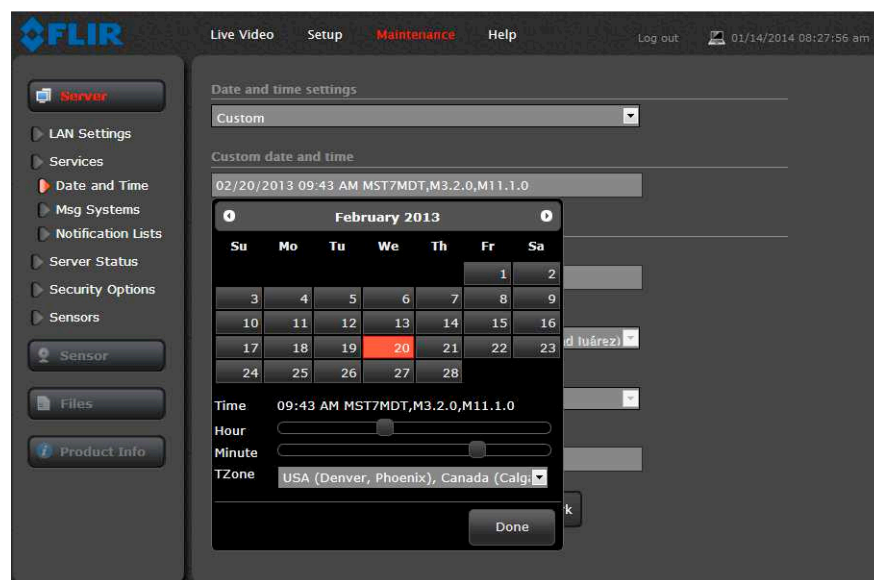 FLIR
Live Video Setup Maintenance Help Log out 01/14/2014 08:27:56 am
Server
LAN Settings
Services
Date and Time
Msg Systems
Notification Lists
Server Status
Security Options
Sensors
Sensor
Files
Product Info
Date and time settings
Custom
Custom date and time
02/20/2013 09:43 AM MST7MDT,M3.2.0,M11.1.0
February 2013
Su Mo Tu We Th Fr Sa
1 2
3 4 5 6 7 8 9
10 11 12 13 14 15 16
17 18 19 20 21 22 23
24 25 26 27 28
Time 09:43 AM MST7MDT,M3.2.0,M11.1.0
Hour
Minute
TZone USA (Denver, Phoenix), Canada (Calga
Done